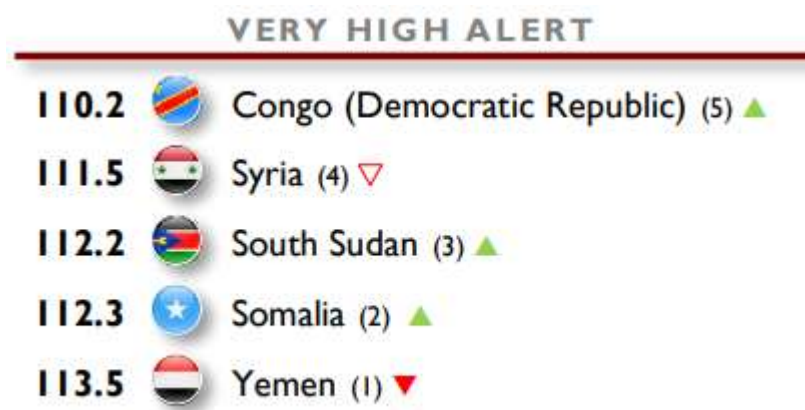 VERY HIGH ALERT
110.2 Congo (Democratic Republic) (5) ▲
111.5 Syria (4) ▽
112.2 South Sudan (3) ▲
112.3 Somalia (2) ▲
113.5 Yemen (1) ▼